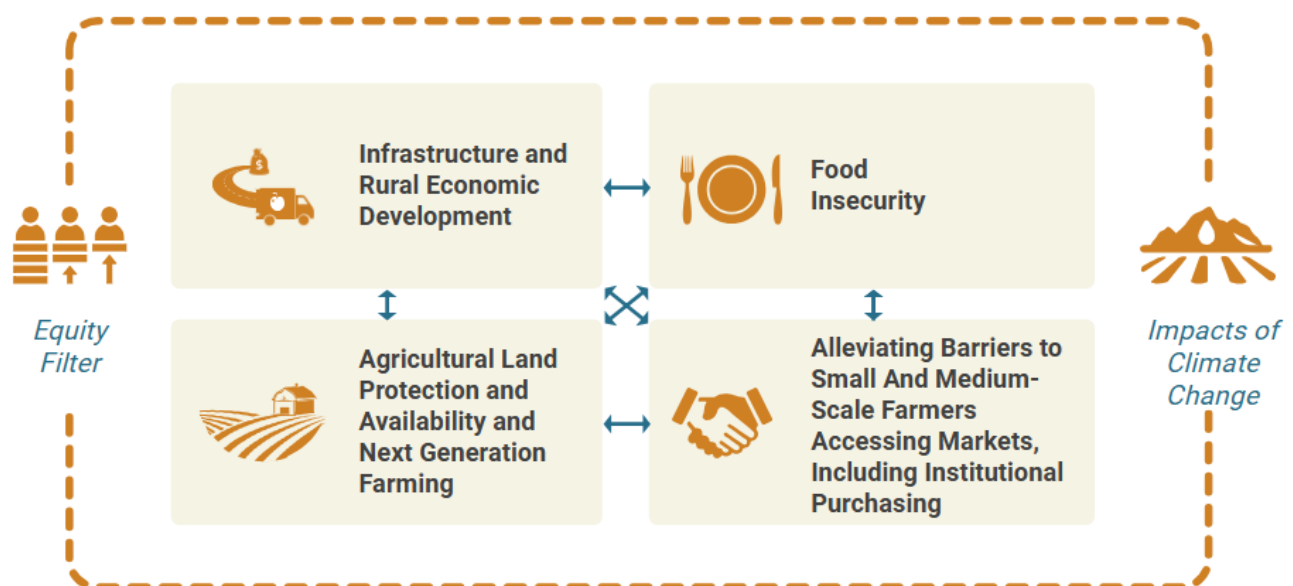 Infrastructure and
Rural Economic
Development
Food
Insecurity
Equity
Filter
Impacts of
Climate
Change
Agricultural Land
Protection and
Availability and
Next Generation
Farming
Alleviating Barriers to
Small And Medium-
Scale Farmers
Accessing Markets,
Including Institutional
Purchasing
$